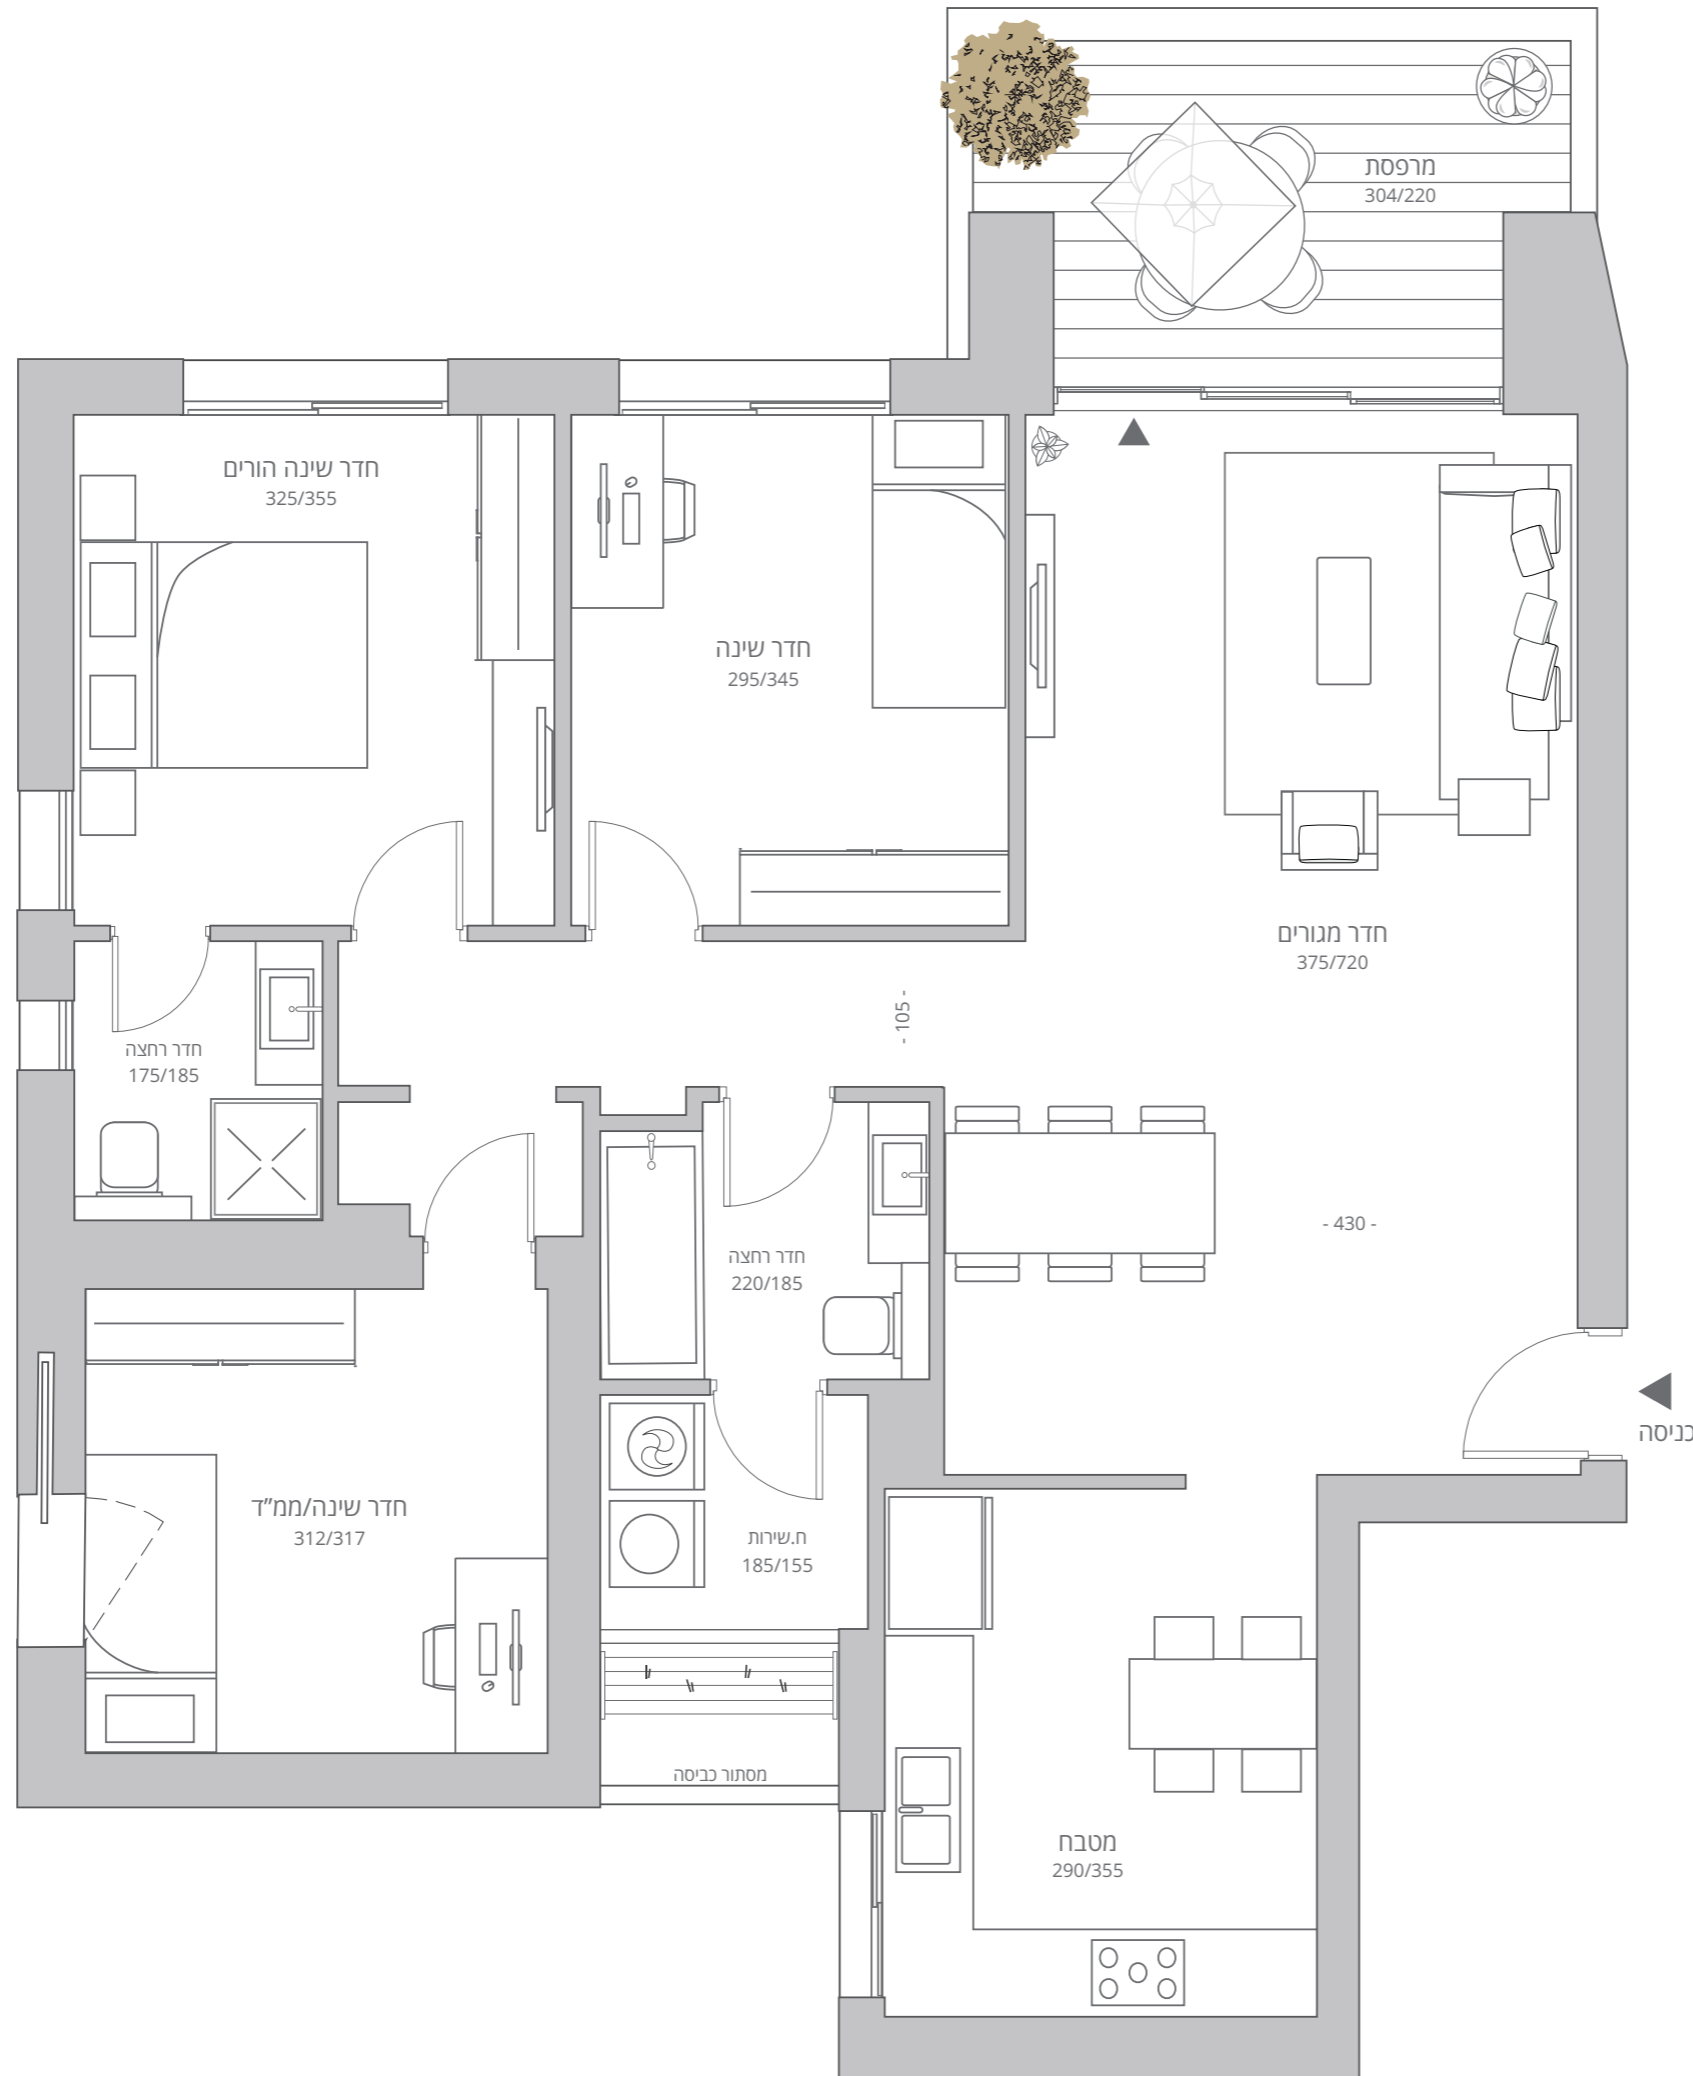 מרפסת
304/220
חדר שינה הורים
325/355
חדר שינה
295/345
חדר מגורים
375/720
- 105 -
חדר רחצה
175/185
- 430 -
חדר רחצה
220/185
כניסה
חדר שינה/ממ״ד
312/317
ח.שירות
185/155
מסתור כביסה
מטבח
290/355